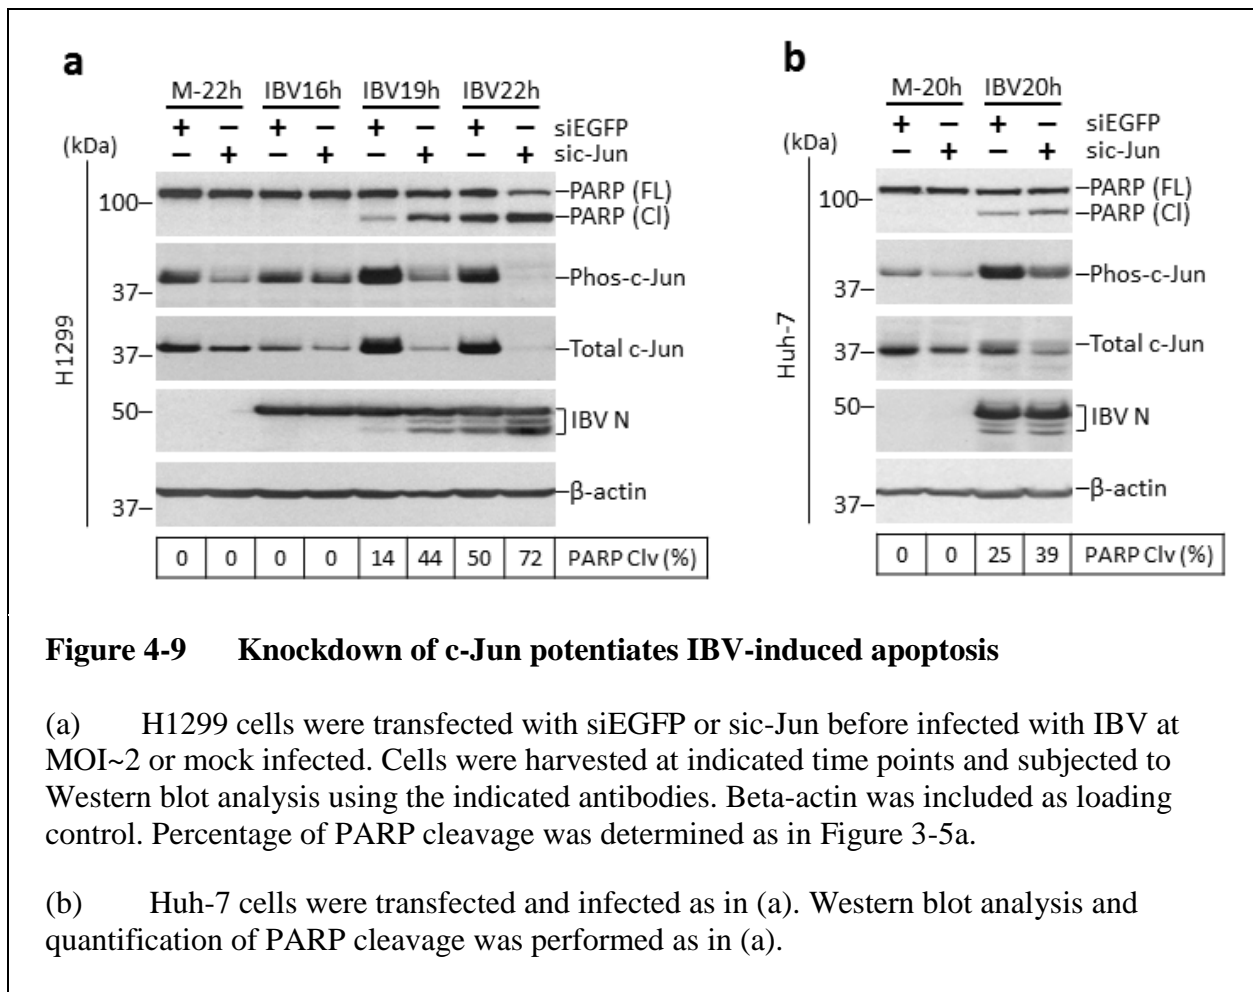 a
M-22h IBV16h IBV19h IBV22h
+ − + − + − + − siEGFP
(kDa)
− + − + − + − + sic-Jun
100– –PARP (FL)
–PARP (Cl)
37– –Phos-c-Jun
37– –Total c-Jun
50– IBV N
37– –β-actin
H1299
0 0 0 0 14 44 50 72 PARP Clv (%)
b
M-20h IBV20h
+ − + − siEGFP
(kDa)
− + − + sic-Jun
100– –PARP (FL)
–PARP (Cl)
37– –Phos-c-Jun
37– –Total c-Jun
50– IBV N
37– –β-actin
Huh-7
0 0 25 39 PARP Clv (%)
Figure 4-9 Knockdown of c-Jun potentiates IBV-induced apoptosis
(a) H1299 cells were transfected with siEGFP or sic-Jun before infected with IBV at
MOI~2 or mock infected. Cells were harvested at indicated time points and subjected to
Western blot analysis using the indicated antibodies. Beta-actin was included as loading
control. Percentage of PARP cleavage was determined as in Figure 3-5a.
(b) Huh-7 cells were transfected and infected as in (a). Western blot analysis and
quantification of PARP cleavage was performed as in (a).